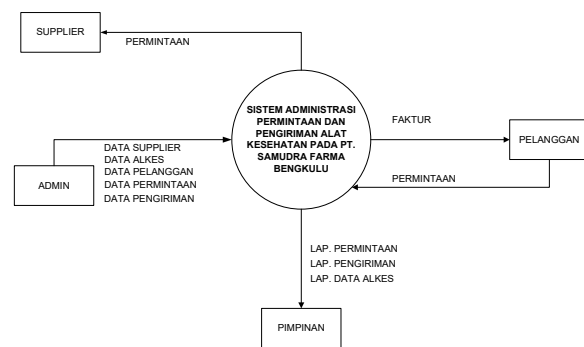 SUPPLIER
PERMINTAAN
SISTEM ADMINISTRASI
PERMINTAAN DAN
PENGIRIMAN ALAT
KESEHATAN PADA PT.
SAMUDRA FARMA
BENGKULU
FAKTUR
PELANGGAN
PERMINTAAN
DATA SUPPLIER
DATA ALKES
DATA PELANGGAN
DATA PERMINTAAN
DATA PENGIRIMAN
ADMIN
LAP. PERMINTAAN
LAP. PENGIRIMAN
LAP. DATA ALKES
PIMPINAN